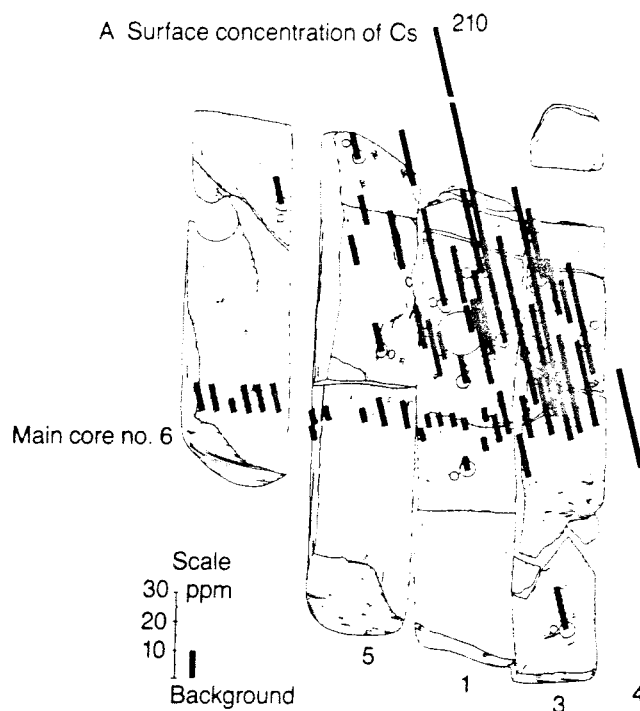 A Surface concentration of Cs 210
Main core no. 6
Scale
ppm
30
20
10
Background
5
1
3
4